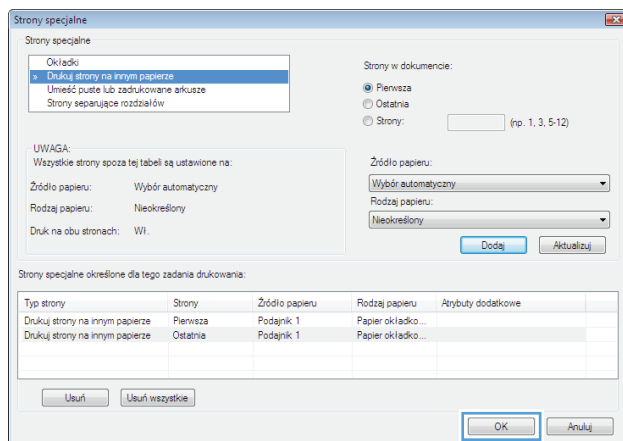 Strony specjalne
Strony specjalne
Okładki
» Drukuj strony na innym papierze
Umieść puste lub zadrukowane arkusze
Strony separujące rozdziałów
Strony w dokumencie:
Pierwsza
Ostatnia
Strony: (np. 1, 3, 5-12)
UWAGA:
Wszystkie strony spoza tej tabeli są ustawione na:
Źródło papieru: Wybór automatyczny
Rodzaj papieru: Nieokreślony
Druk na obu stronach: Wł.
Źródło papieru:
Wybór automatyczny
Rodzaj papieru:
Nieokreślony
Dodaj Aktualizuj
Strony specjalne określone dla tego zadania drukowania:
Typ strony Strony Źródło papieru Rodzaj papieru Atrybuty dodatkowe
Drukuj strony na innym papierze Pierwsza Podajnik 1 Papier okładko...
Drukuj strony na innym papierze Ostatnia Podajnik 1 Papier okładko...
Usuń Usuń wszystkie
OK Anuluj